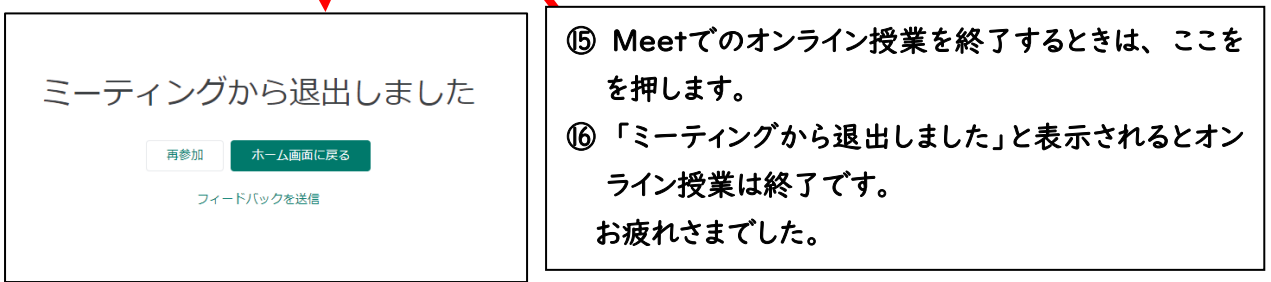 ミーティングから退出しました
再参加 ホーム画面に戻る
フィードバックを送信
⑮ Meetでのオンライン授業を終了するときは、ここを
を押します。
⑯「ミーティングから退出しました」と表示されるとオン
ライン授業は終了です。
お疲れさまでした。